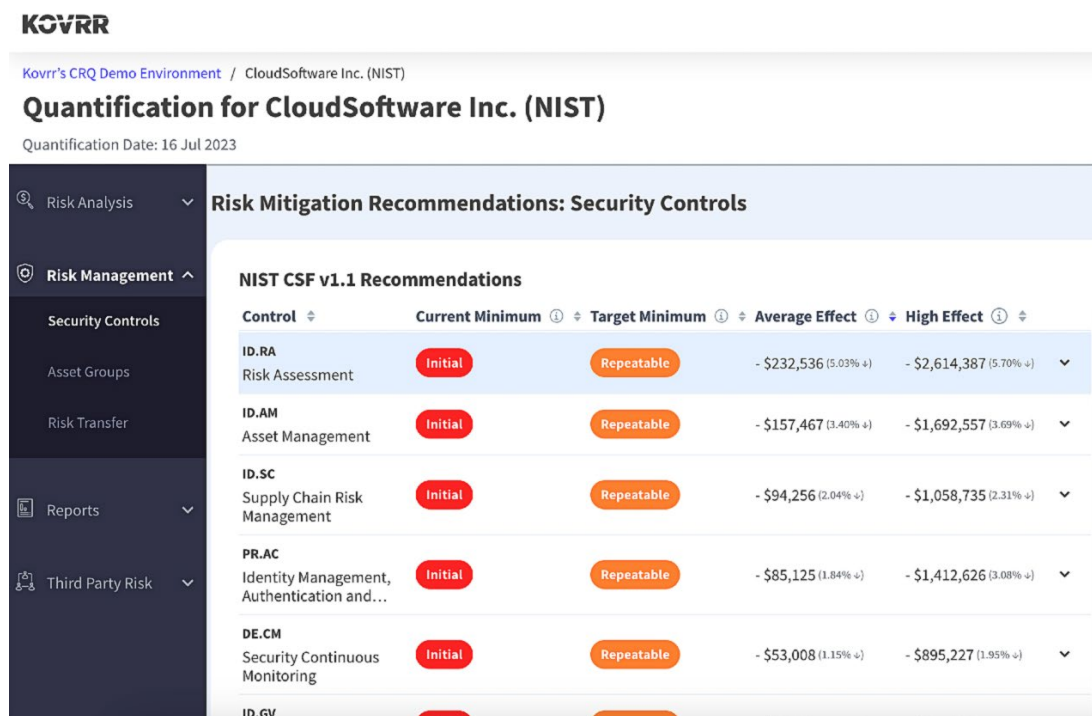 KOVRR
Kovrr's CRQ Demo Environment / CloudSoftware Inc. (NIST)
Quantification for CloudSoftware Inc. (NIST)
Quantification Date: 16 Jul 2023
Risk Analysis
Risk Management
Security Controls
Asset Groups
Risk Transfer
Reports
Third Party Risk
Risk Mitigation Recommendations: Security Controls
NIST CSF v1.1 Recommendations
Control Current Minimum Target Minimum Average Effect High Effect
ID.RA
Risk Assessment
Initial Repeatable - $232,536 (5.03% ↓) - $2,614,387 (5.70% ↓)
ID.AM
Asset Management
Initial Repeatable - $157,467 (3.40% ↓) - $1,692,557 (3.69% ↓)
ID.SC
Supply Chain Risk
Management
Initial Repeatable - $94,256 (2.04% ↓) - $1,058,735 (2.31% ↓)
PR.AC
Identity Management,
Authentication and...
Initial Repeatable - $85,125 (1.84% ↓) - $1,412,626 (3.08% ↓)
DE.CM
Security Continuous
Monitoring
Initial Repeatable - $53,008 (1.15% ↓) - $895,227 (1.95% ↓)
ID.GV